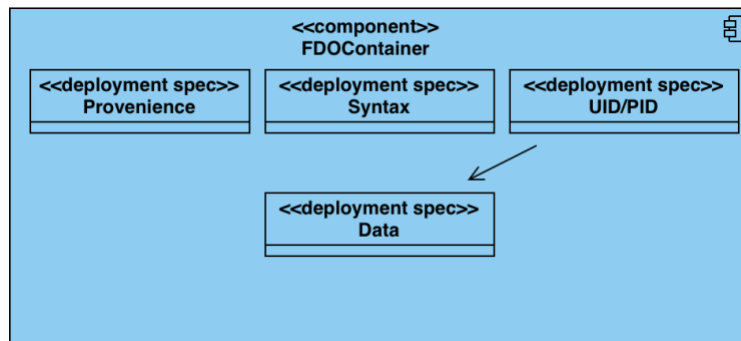 <<component>>
FDOContainer
<<deployment spec>>
Provenience
<<deployment spec>>
Syntax
<<deployment spec>>
UID/PID
<<deployment spec>>
Data